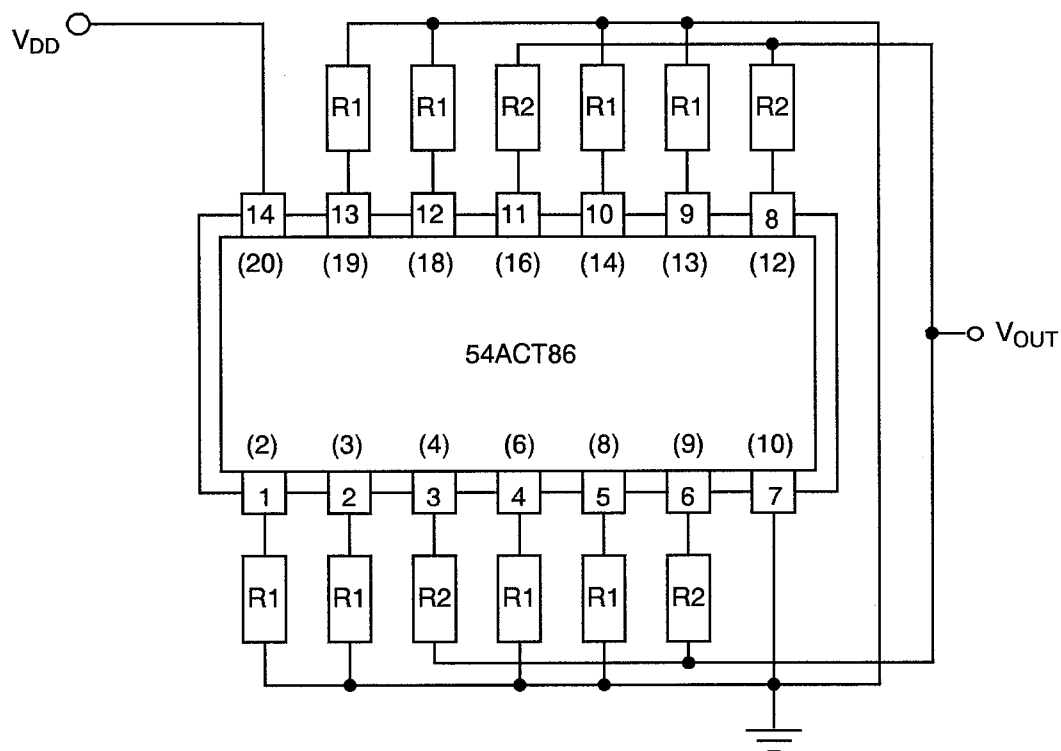 V_DD
R1 R1 R2 R1 R1 R2
14 13 12 11 10 9 8
(20) (19) (18) (16) (14) (13) (12)
V_OUT
54ACT86
(2) (3) (4) (6) (8) (9) (10)
1 2 3 4 5 6 7
R1 R1 R2 R1 R1 R2